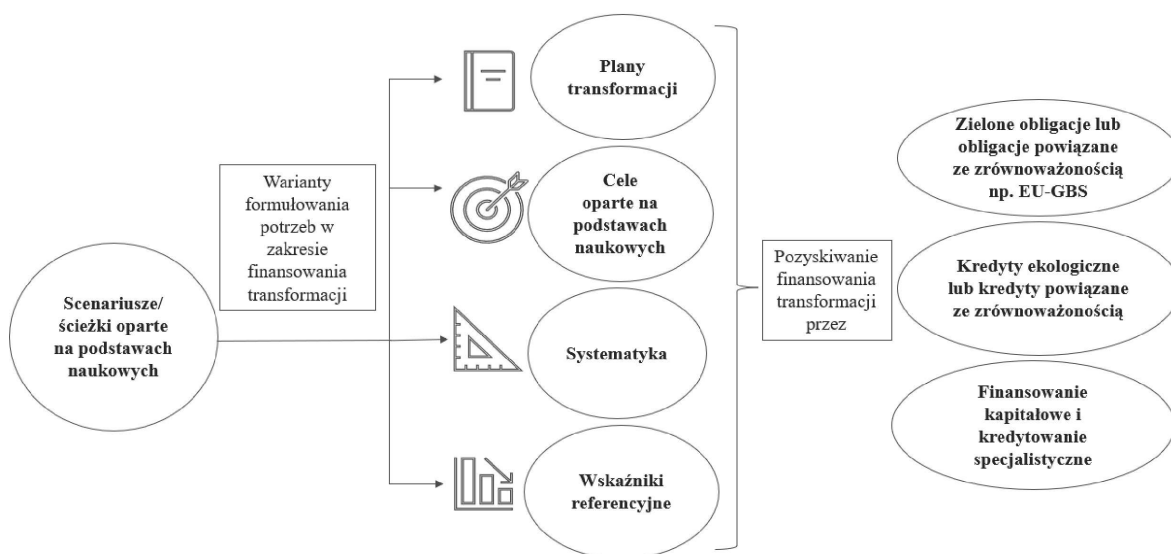 Scenariusze/
ścieżki oparte
na podstawach
naukowych
Warianty
formułowania
potrzeb w
zakresie
finansowania
transformacji
Plany
transformacji
Cele
oparte na
podstawach
naukowych
Systematyka
Wskaźniki
referencyjne
Pozyskiwanie
finansowania
transformacji
przez
Zielone obligacje lub
obligacje powiązane
ze zrównoważonością
np. EU-GBS
Kredyty ekologiczne
lub kredyty powiązane
ze zrównoważonością
Finansowanie
kapitałowe i
kredytowanie
specjalistyczne